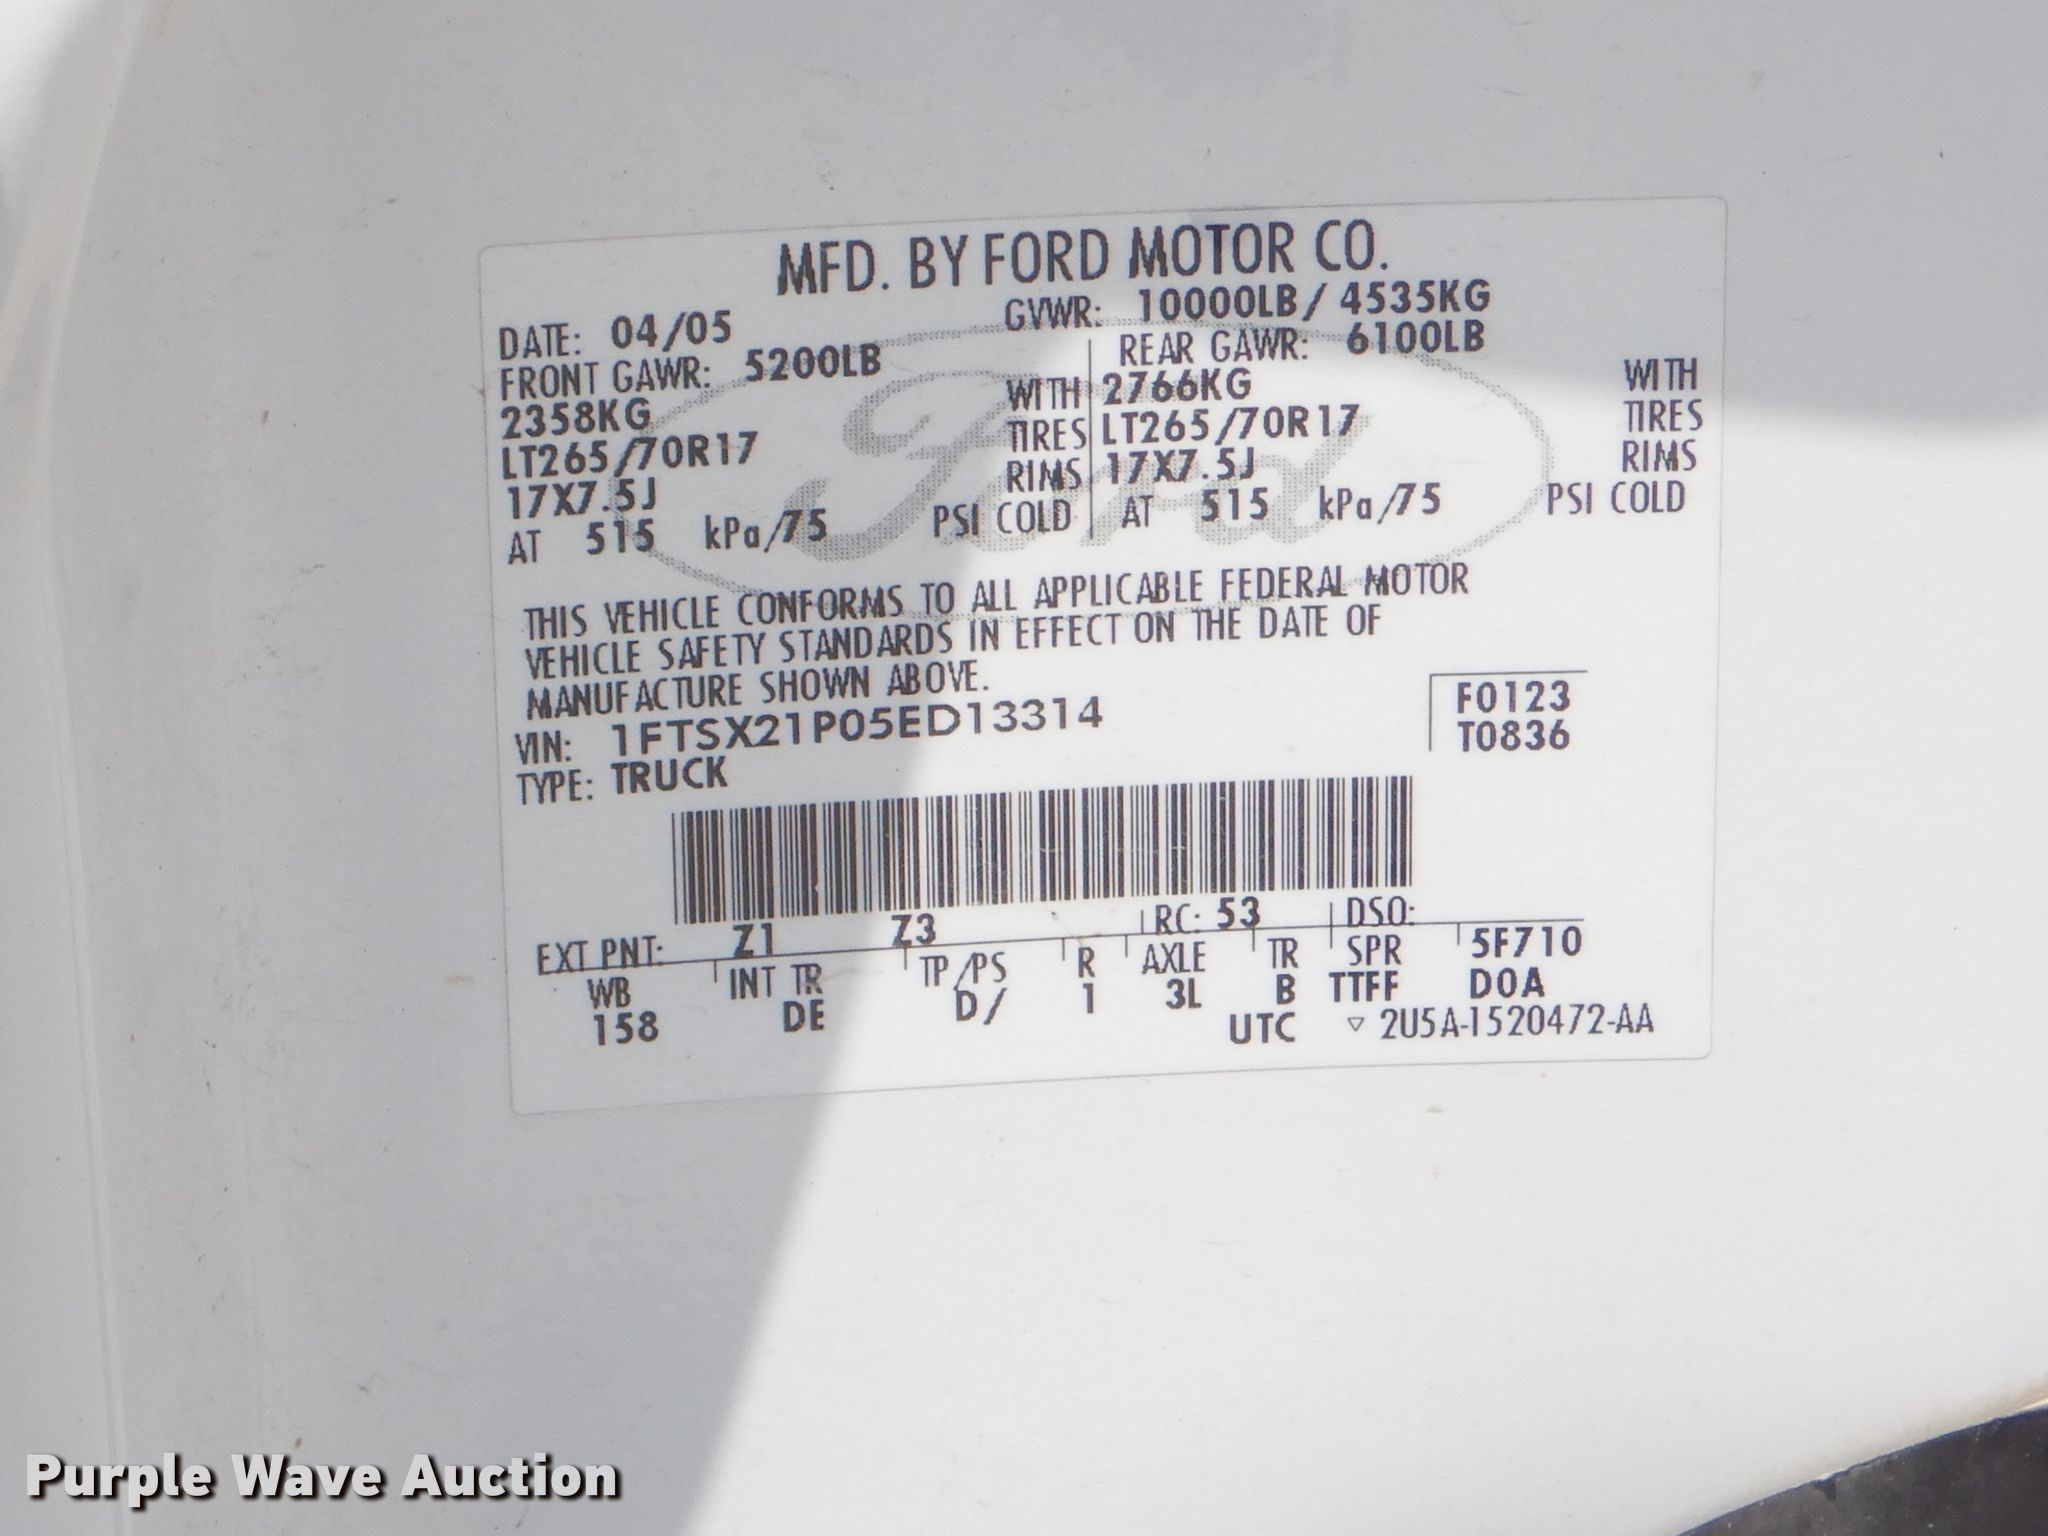 MFD. BY FORD MOTOR CO.
DATE: 04/05 GVWR: 10000LB/ 4535KG
FRONT GAWR: 5200LB REAR GAWR: 6100LB
2358KG WITH 2766KG WITH
LT265/70R17 TIRES LT265/70R17 TIRES
17X7.5J RIMS 17X7.5J RIMS
AT 515 kPa/75 PSI COLD AT 515 kPa/75 PSI COLD
Ford
THIS VEHICLE CONFORMS TO ALL APPLICABLE FEDERAL MOTOR
VEHICLE SAFETY STANDARDS IN EFFECT ON THE DATE OF
MANUFACTURE SHOWN ABOVE.
VIN: 1FTSX21P05ED13314 F0123
TYPE: TRUCK T0836
EXT PNT: Z1 Z3 RC: 53 DSO:
WB INT TR TP/PS R AXLE TR SPR 5F710
158 DE D/ 1 3L B TTFF D0A
UTC ▽ 2U5A-1520472-AA
Purple Wave Auction